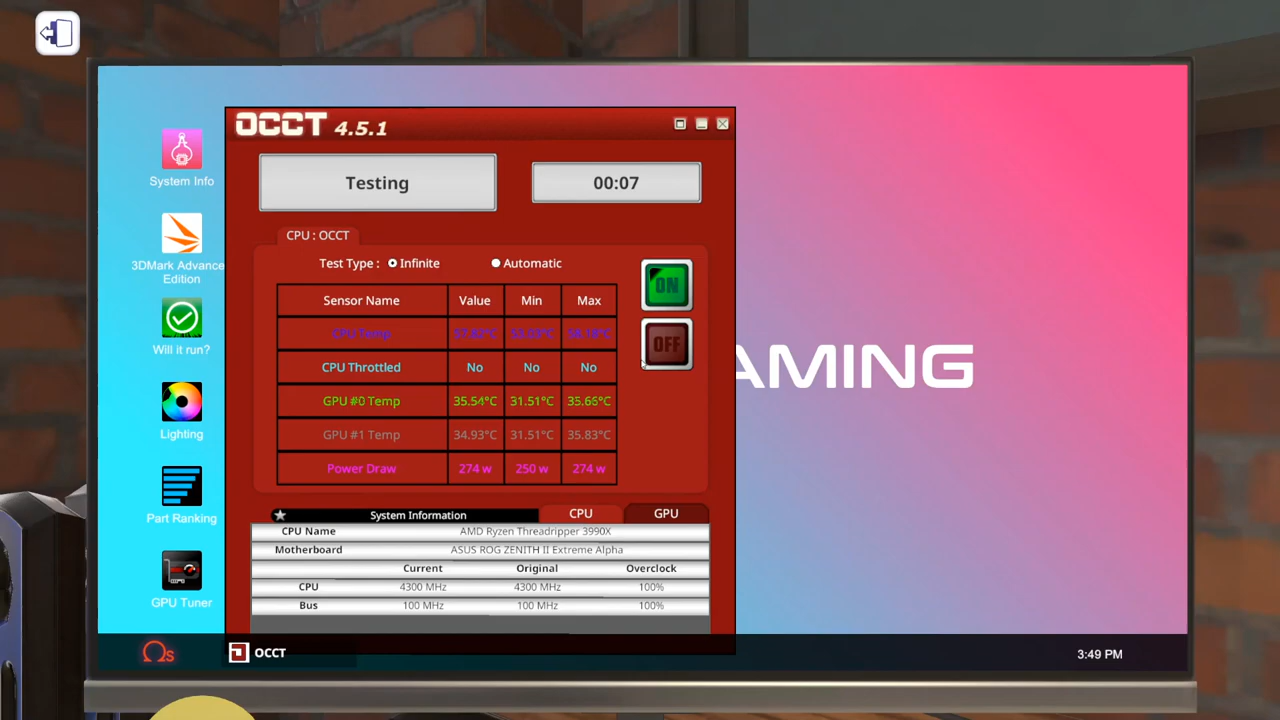 OCCT 4.5.1
Testing
00:07
CPU : OCCT
Test Type : Infinite Automatic
ON
OFF
Sensor Name Value Min Max
CPU Temp
CPU Throttled No No No
GPU #0 Temp 35.54°C 31.51°C 35.66°C
GPU #1 Temp 34.93°C 31.51°C 35.83°C
Power Draw 274 w 250 w 274 w
System Information CPU GPU
CPU Name AMD Ryzen Threadripper 3990X
Motherboard ASUS ROG ZENITH II Extreme Alpha
Current Original Overclock
CPU 4300 MHz 4300 MHz 100%
Bus 100 MHz 100 MHz 100%
System Info
3DMark Advance
Edition
Will it run?
Lighting
Part Ranking
GPU Tuner
AMING
Ωs
OCCT
3:49 PM